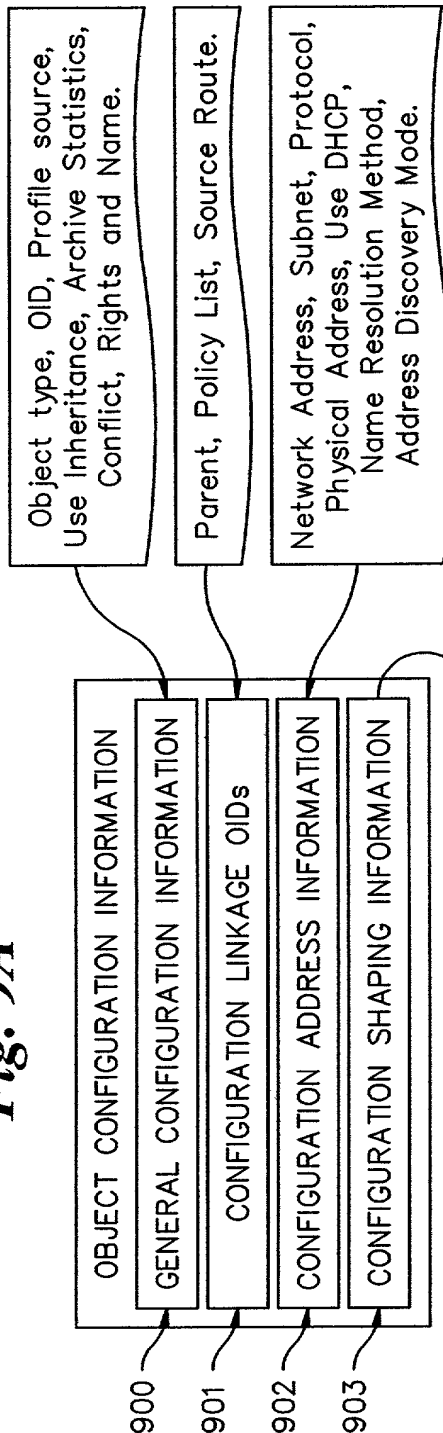 Fig. 9A
OBJECT CONFIGURATION INFORMATION
900
GENERAL CONFIGURATION INFORMATION
Object type, OID, Profile source,
Use Inheritance, Archive Statistics,
Conflict, Rights and Name.
901
CONFIGURATION LINKAGE OIDs
Parent, Policy List, Source Route.
902
CONFIGURATION ADDRESS INFORMATION
Network Address, Subnet, Protocol,
Physical Address, Use DHCP,
Name Resolution Method,
Address Discovery Mode.
903
CONFIGURATION SHAPING INFORMATION